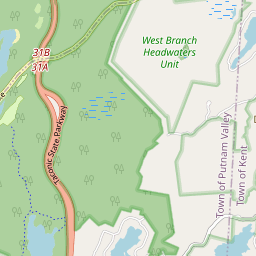 West Branch
Headwaters
Unit
31B
31A
Taconic State Parkway
Town of Putnam Valley
Town of Kent